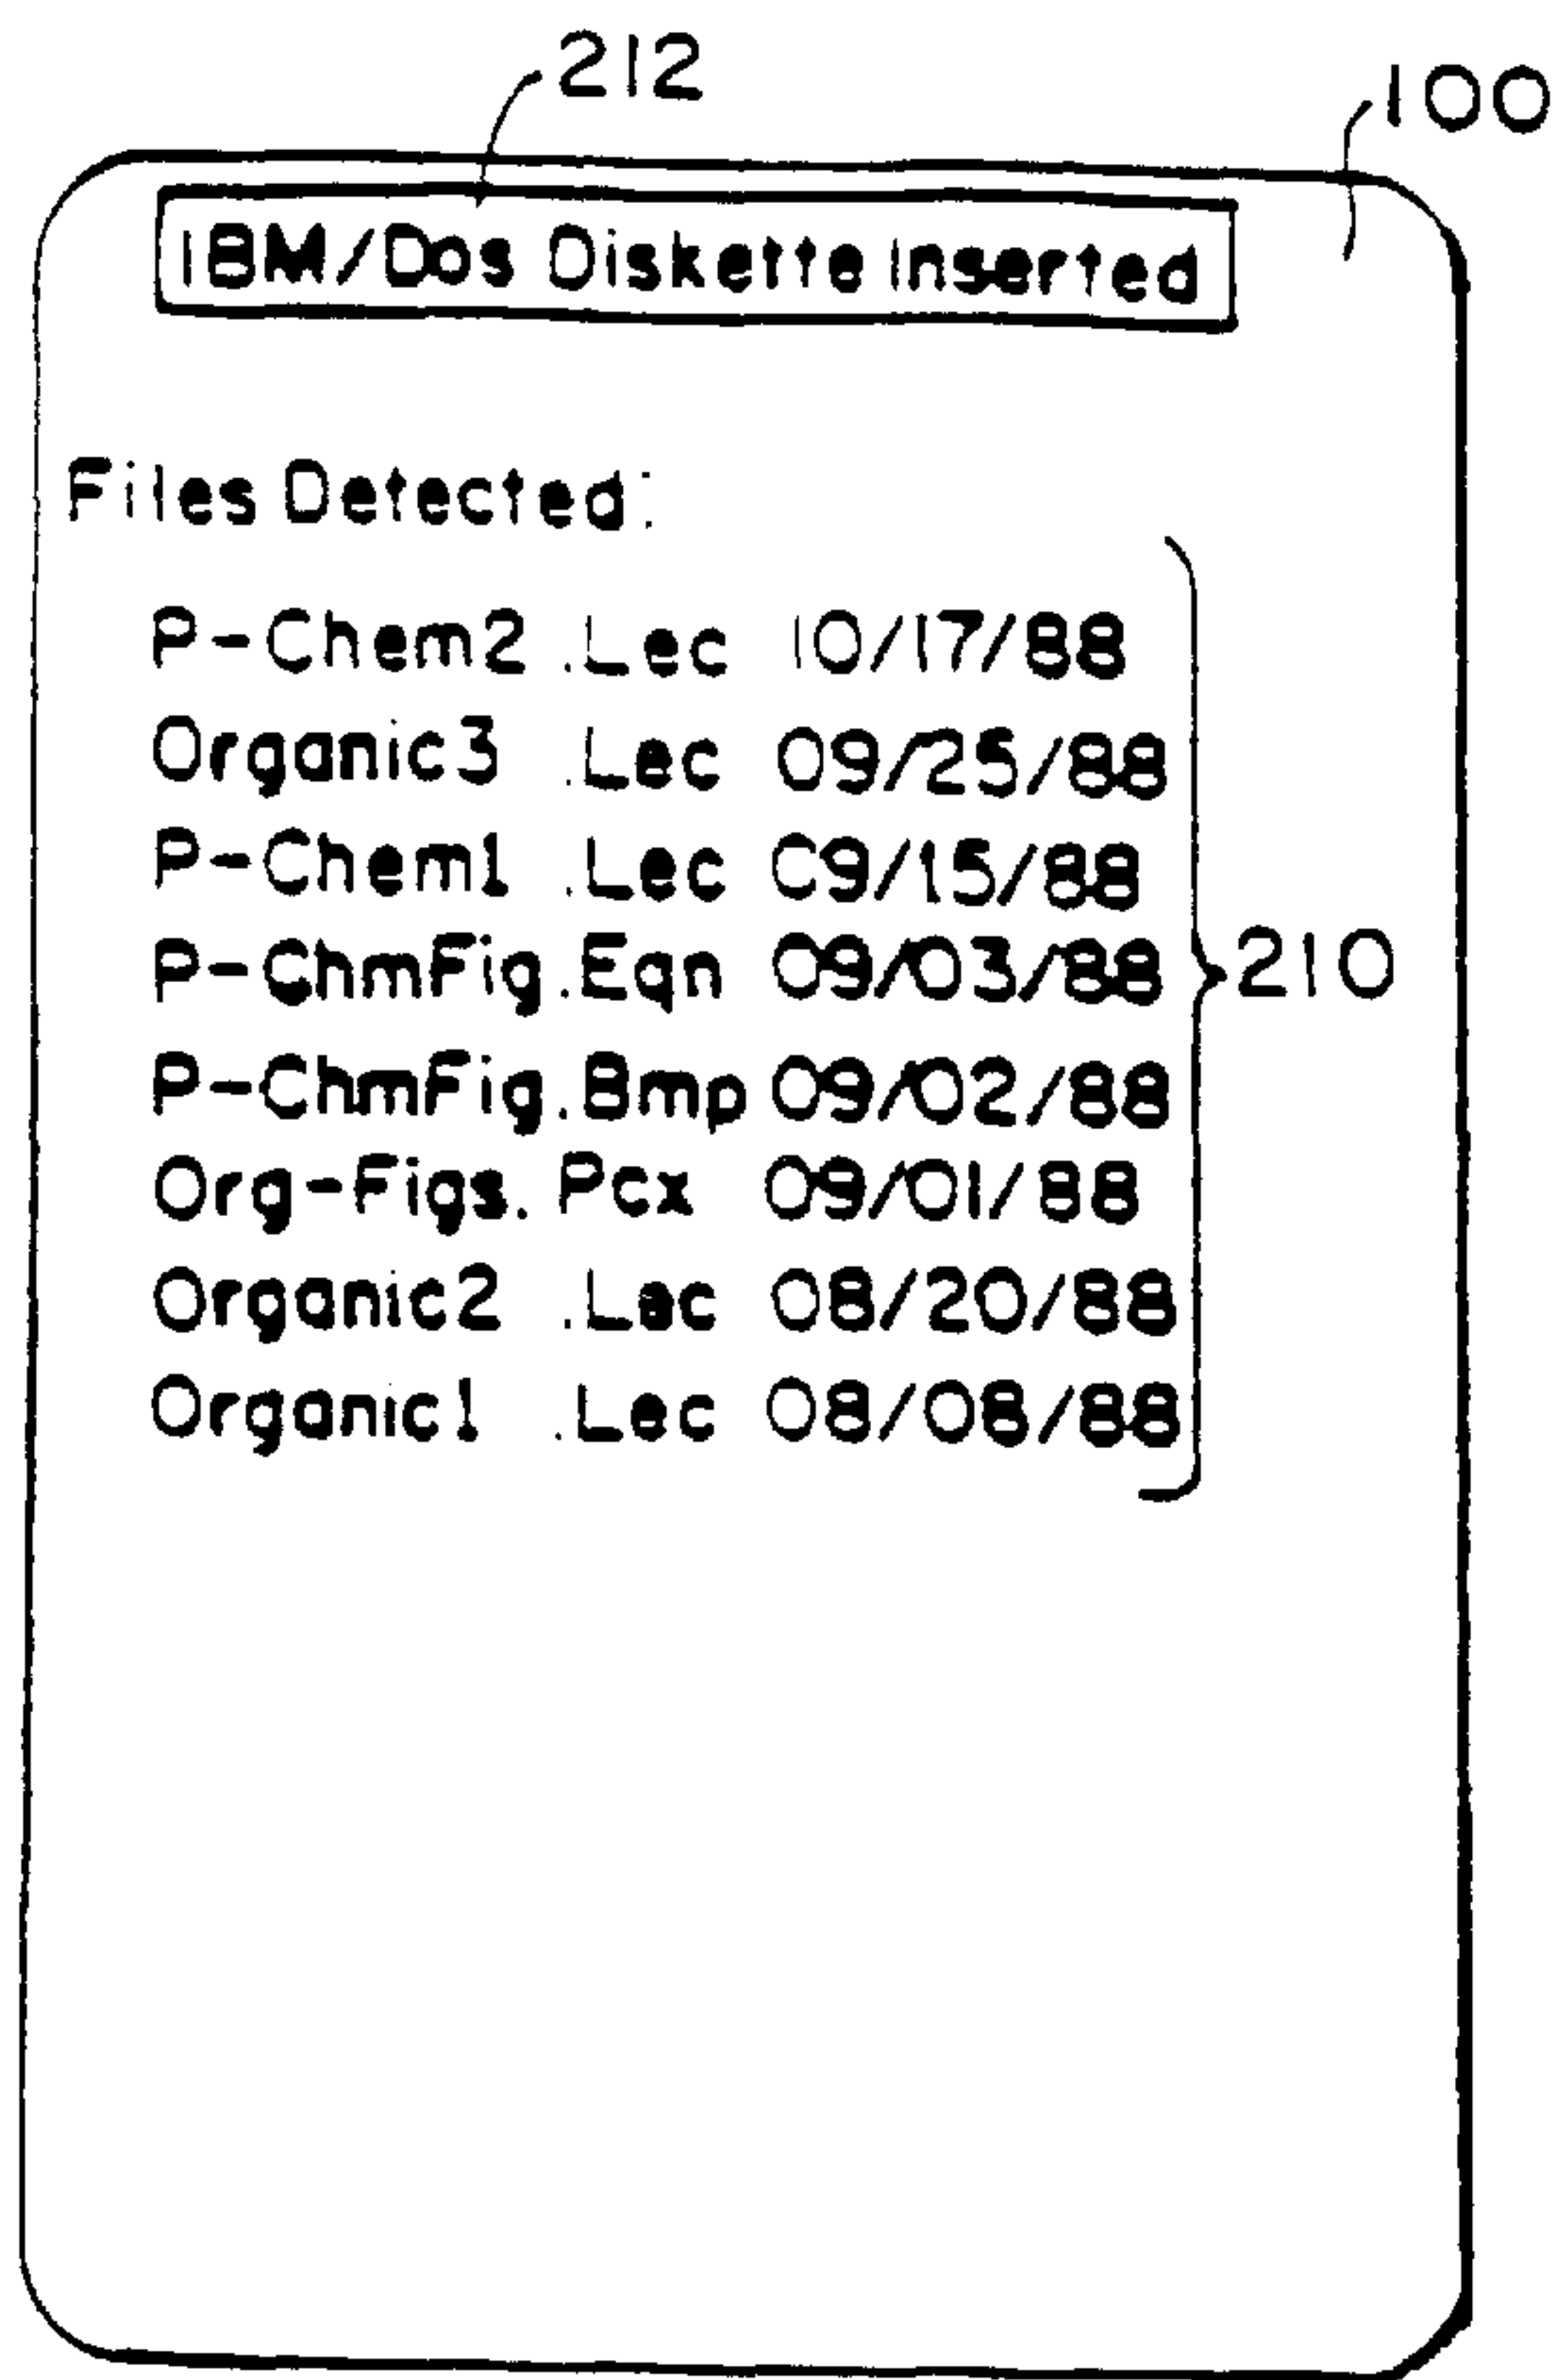 212
100
IBM/Dos Diskette Inserted
Files Detected:
P-Chem2 .Lec 10/17/88
Organic3 .Lec 09/25/88
P-Chem1 .Lec 09/15/88
P-ChmFig.Eqn 09/03/88
210
P-ChmFig.Bmp 09/02/88
Org-Figs.Pcx 09/01/88
Organic2 .Lec 08/20/88
Organic1 .Lec 08/08/88